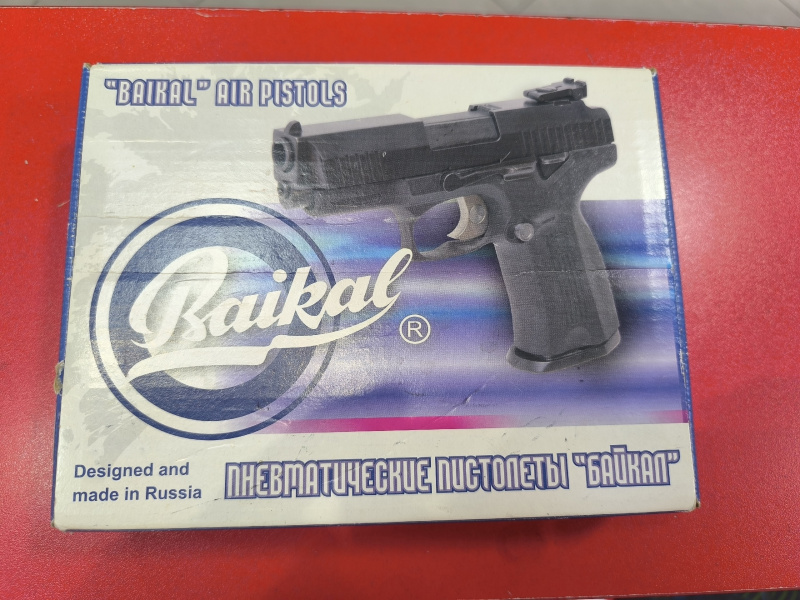 "BAIKAL" AIR PISTOLS
Baikal ®
Designed and
made in Russia
ПНЕВМАТИЧЕСКИЕ ПИСТОЛЕТЫ "БАЙКАЛ"